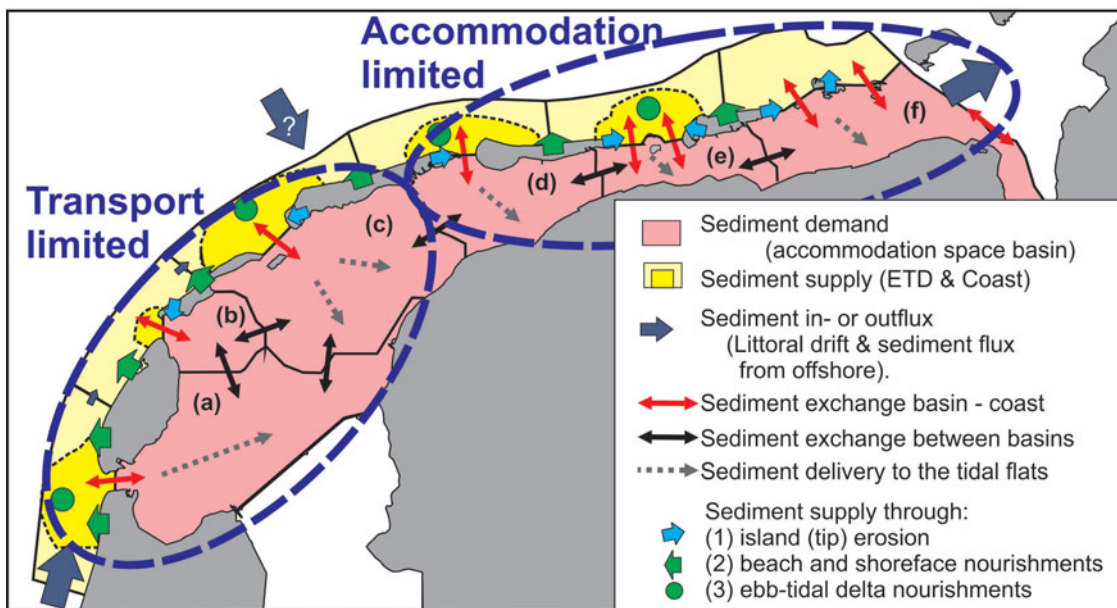 Accommodation
limited
Transport
limited
?
(a)
(b)
(c)
(d)
(e)
(f)
Sediment demand
(accommodation space basin)
Sediment supply (ETD & Coast)
Sediment in- or outflux
(Littoral drift & sediment flux
from offshore).
Sediment exchange basin - coast
Sediment exchange between basins
Sediment delivery to the tidal flats
Sediment supply through:
(1) island (tip) erosion
(2) beach and shoreface nourishments
(3) ebb-tidal delta nourishments